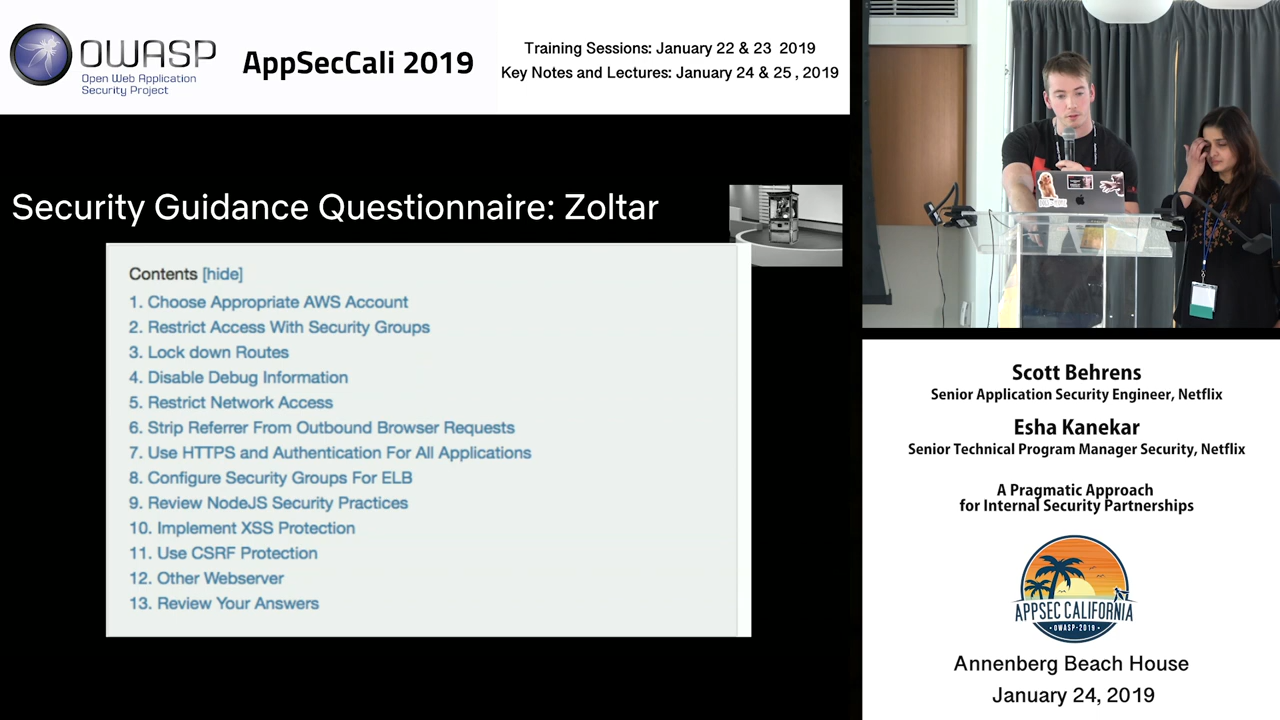 OWASP
Open Web Application
Security Project
AppSecCali 2019
Training Sessions: January 22 & 23 2019
Key Notes and Lectures: January 24 & 25 , 2019
Security Guidance Questionnaire: Zoltar
Contents [hide]
1. Choose Appropriate AWS Account
2. Restrict Access With Security Groups
3. Lock down Routes
4. Disable Debug Information
5. Restrict Network Access
6. Strip Referrer From Outbound Browser Requests
7. Use HTTPS and Authentication For All Applications
8. Configure Security Groups For ELB
9. Review NodeJS Security Practices
10. Implement XSS Protection
11. Use CSRF Protection
12. Other Webserver
13. Review Your Answers
Scott Behrens
Senior Application Security Engineer, Netflix
Esha Kanekar
Senior Technical Program Manager Security, Netflix
A Pragmatic Approach
for Internal Security Partnerships
APPSEC CALIFORNIA
OWASP-2019
Annenberg Beach House
January 24, 2019